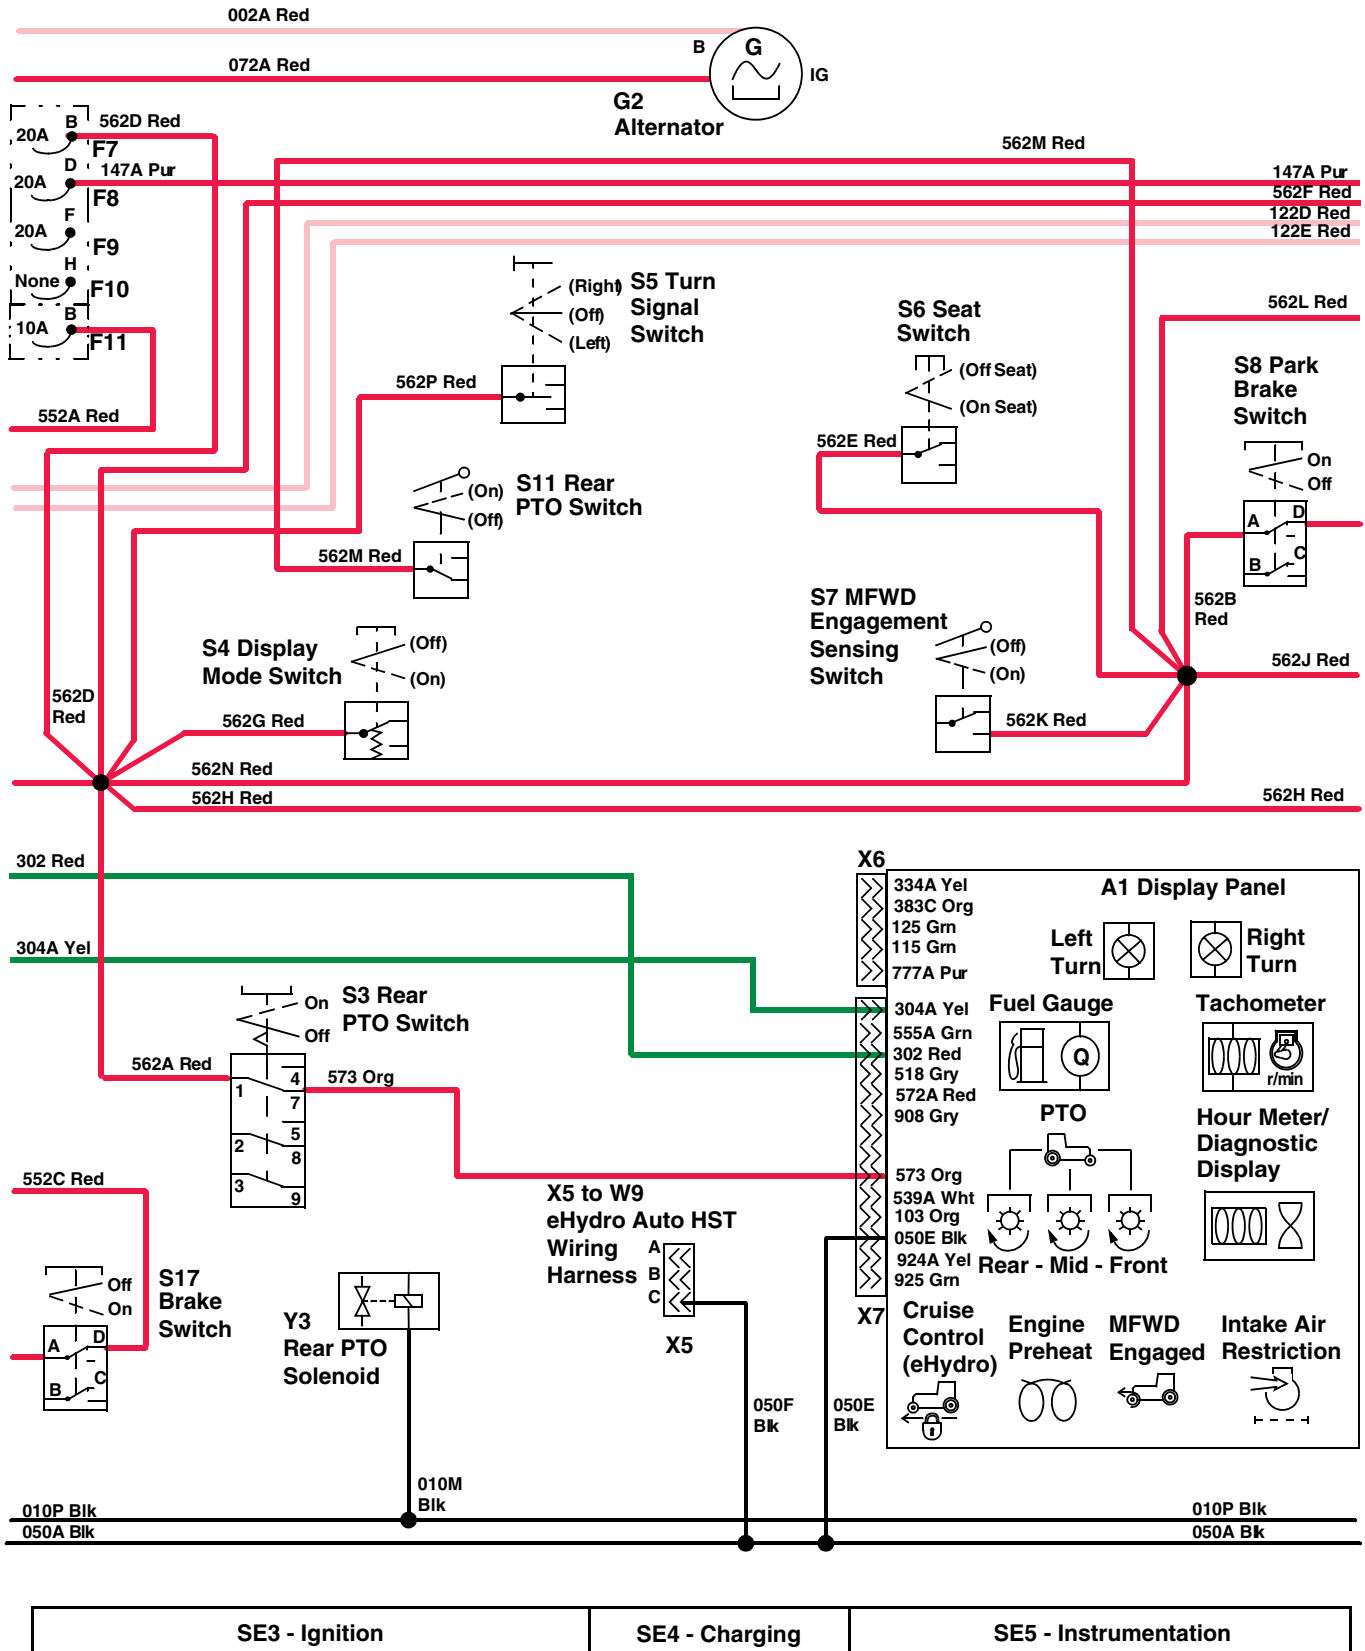 002A Red
B
G
IG
072A Red
G2
Alternator
20A
B
562D Red
F7
562M Red
20A
D
147A Pur
F8
147A Pur
562F Red
20A
F
F9
122D Red
122E Red
None
H
F10
10A
B
F11
(Right)
(Off)
(Left)
S5 Turn
Signal
Switch
S6 Seat
Switch
(Off Seat)
(On Seat)
562L Red
S8 Park
Brake
Switch
562P Red
552A Red
562E Red
On
Off
S11 Rear
PTO Switch
(On)
(Off)
A
D
B
C
562M Red
S7 MFWD
Engagement
Sensing
Switch
(Off)
(On)
562B
Red
S4 Display
Mode Switch
(Off)
(On)
562J Red
562D
Red
562G Red
562K Red
562N Red
562H Red
562H Red
302 Red
X6
334A Yel
383C Org
125 Grn
115 Grn
777A Pur
A1 Display Panel
Left
Turn
Right
Turn
304A Yel
S3 Rear
PTO Switch
On
Off
304A Yel
555A Grn
302 Red
518 Gry
572A Red
908 Gry
Fuel Gauge
Q
Tachometer
r/min
562A Red
1
4
7
2
5
8
3
9
573 Org
PTO
Hour Meter/
Diagnostic
Display
552C Red
X5 to W9
eHydro Auto HST
Wiring
Harness
A
B
C
X5
573 Org
539A Wht
103 Org
050E Blk
924A Yel
925 Grn
X7
Rear - Mid - Front
Off
On
S17
Brake
Switch
A
D
B
C
Y3
Rear PTO
Solenoid
Cruise
Control
(eHydro)
Engine
Preheat
MFWD
Engaged
Intake Air
Restriction
050F
Blk
050E
Blk
010M
Blk
010P Blk
010P Blk
050A Blk
050A Blk
SE3 - Ignition
SE4 - Charging
SE5 - Instrumentation